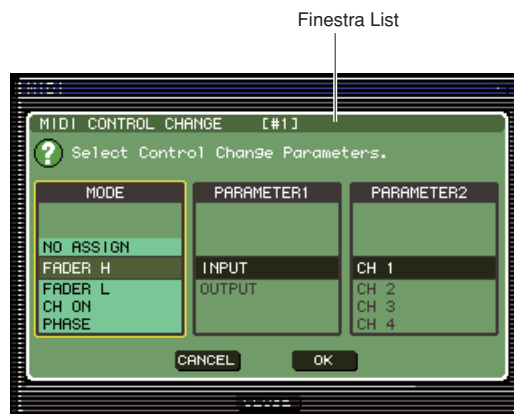 Finestra List
MIDI
MIDI CONTROL CHANGE [#1]
Select Control Change Parameters.
MODE
NO ASSIGN
FADER H
FADER L
CH ON
PHASE
PARAMETER1
INPUT
OUTPUT
PARAMETER2
CH 1
CH 2
CH 3
CH 4
CANCEL
OK